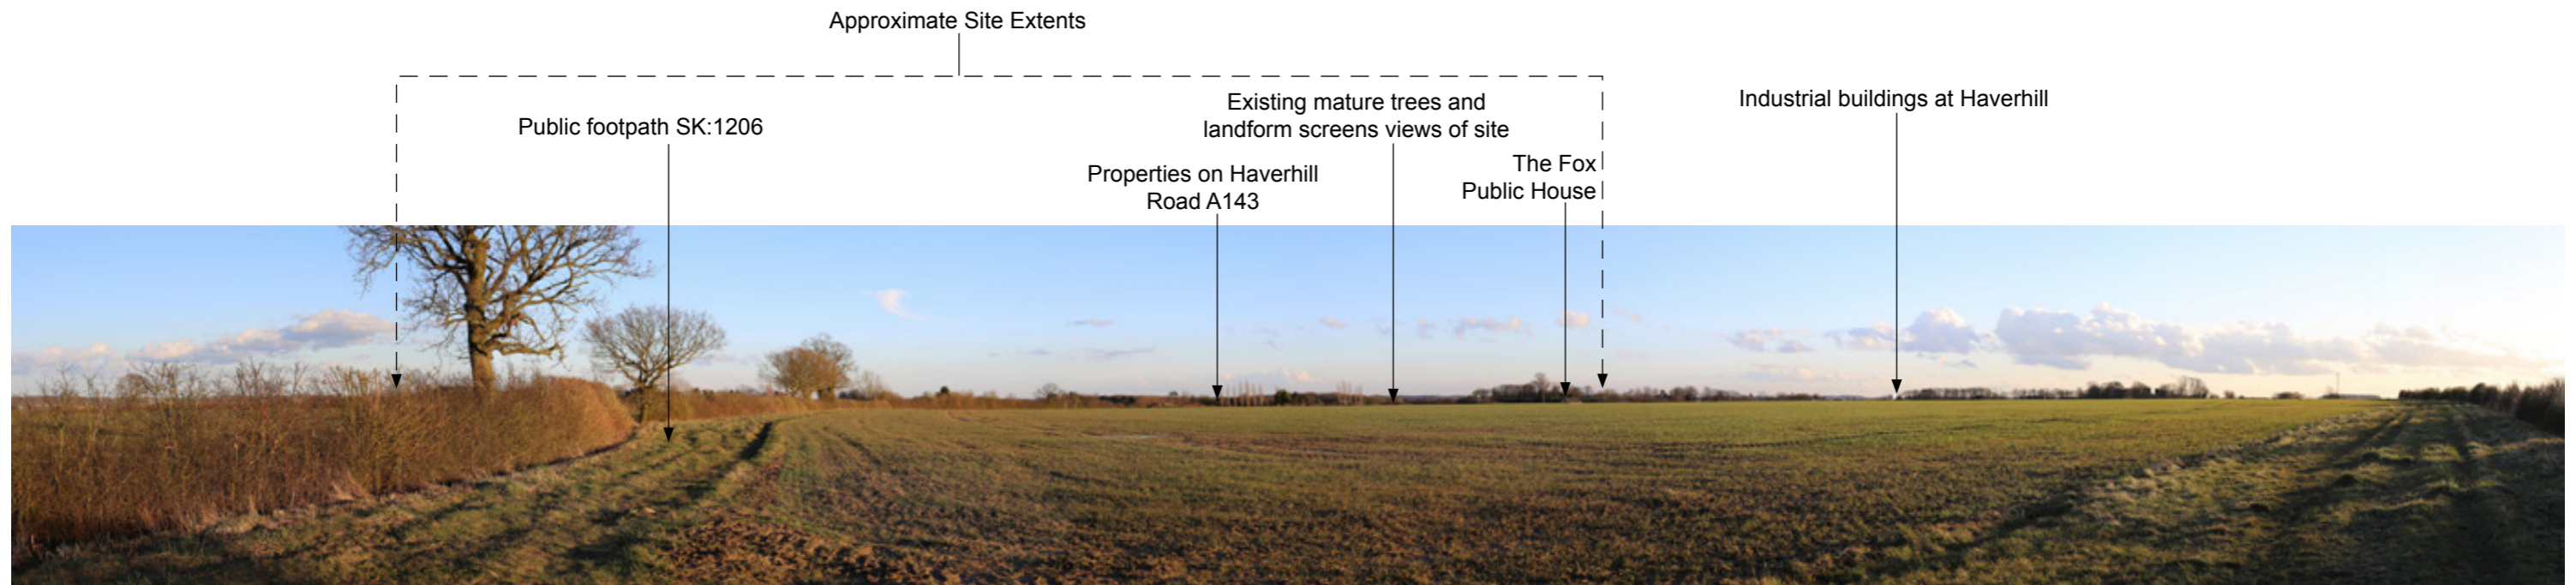 Approximate Site Extents
Public footpath SK:1206
Existing mature trees and
landform screens views of site
Industrial buildings at Haverhill
Properties on Haverhill
Road A143
The Fox
Public House